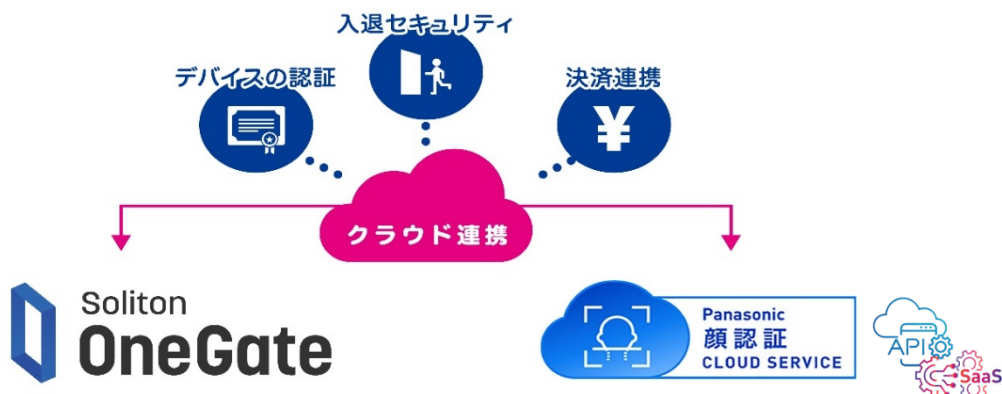 入退セキュリティ
デバイスの認証
決済連携
¥
クラウド連携
Soliton
OneGate
Panasonic
顔認証
CLOUD SERVICE
API
SaaS